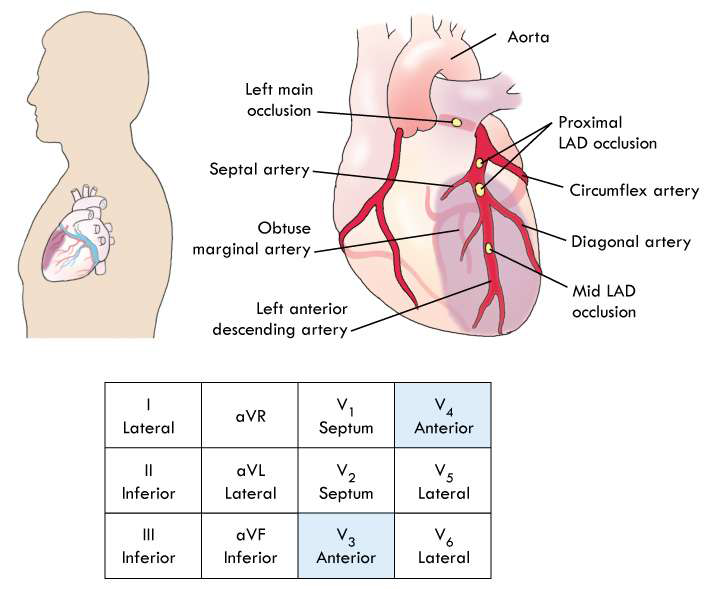 Aorta
Left main
occlusion
Proximal
LAD occlusion
Septal artery
Circumflex artery
Obtuse
marginal artery
Diagonal artery
Mid LAD
occlusion
Left anterior
descending artery
I
Lateral
aVR
V1
Septum
V4
Anterior
II
Inferior
aVL
Lateral
V2
Septum
V5
Lateral
III
Inferior
aVF
Inferior
V3
Anterior
V6
Lateral